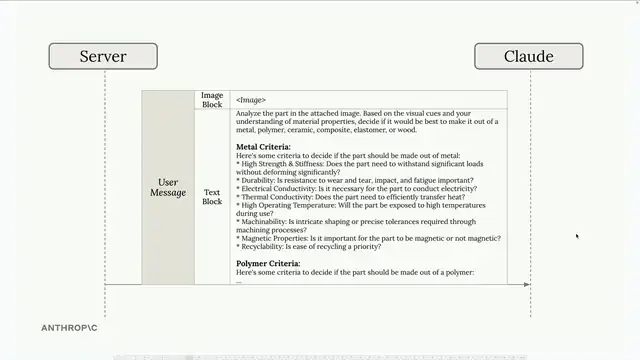 Server
Claude
User
Message
Image
Block
<Image>
Text
Block
Analyze the part in the attached image. Based on the visual cues and your
understanding of material properties, decide if it would be best to make it out of a
metal, polymer, ceramic, composite, elastomer, or wood.
Metal Criteria:
Here's some criteria to decide if the part should be made out of metal:
* High Strength & Stiffness: Does the part need to withstand significant loads
without deforming significantly?
* Durability: Is resistance to wear and tear, impact, and fatigue important?
* Electrical Conductivity: Is it necessary for the part to conduct electricity?
* Thermal Conductivity: Does the part need to efficiently transfer heat?
* High Operating Temperature: Will the part be exposed to high temperatures
during use?
* Machinability: Is intricate shaping or precise tolerances required through
machining processes?
* Magnetic Properties: Is it important for the part to be magnetic or not magnetic?
* Recyclability: Is ease of recycling a priority?
Polymer Criteria:
Here's some criteria to decide if the part should be made out of a polymer:
...
ANTHROP\C